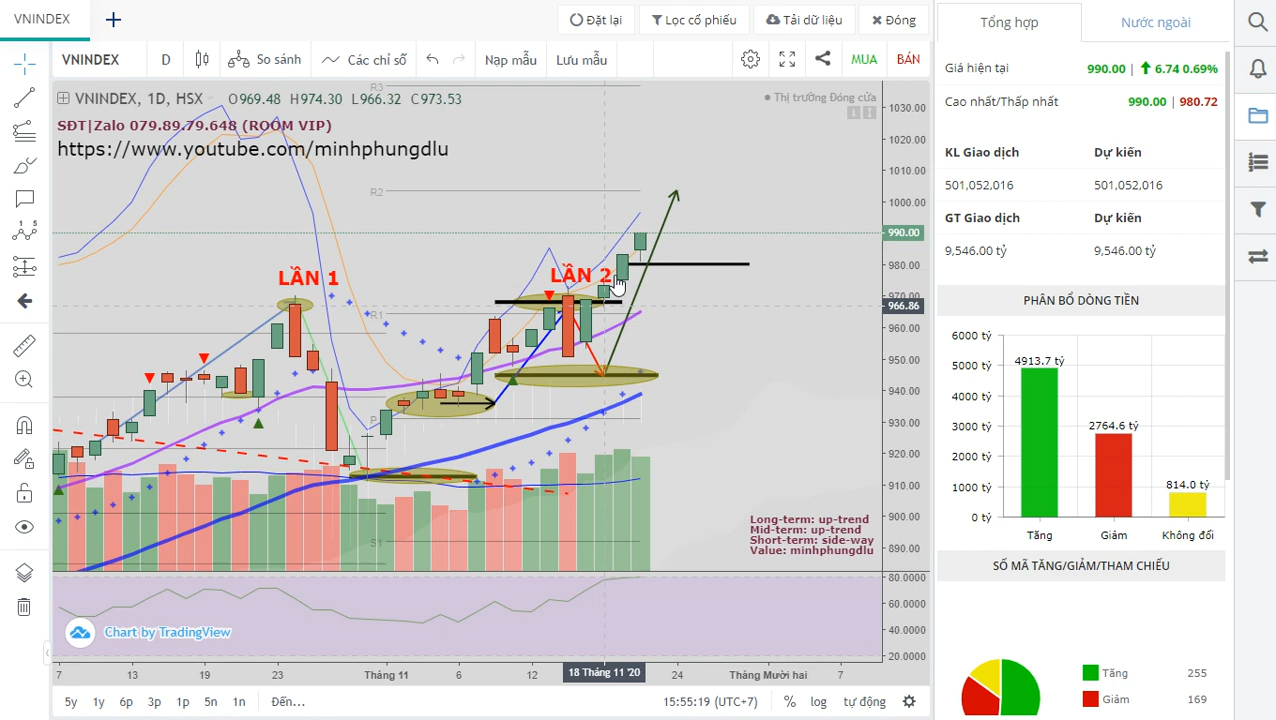 VNINDEX
Đặt lại
Lọc cổ phiếu
Tải dữ liệu
Đóng
VNINDEX
D
So sánh
Các chỉ số
Nạp mẫu
Lưu mẫu
MUA
BÁN
VNINDEX, 1D, HSX
O969.48 H974.30 L966.32 C973.53
Thị trường Đóng cửa
SĐT|Zalo 079.89.79.648 (ROOM VIP)
https://www.youtube.com/minhphungdlu
R3
R2
R1
P
S1
LẦN 1
LẦN 2
1030.00
1020.00
1010.00
1000.00
990.00
980.00
970.00
966.86
960.00
950.00
940.00
930.00
920.00
910.00
900.00
890.00
Long-term: up-trend
Mid-term: up-trend
Short-term: side-way
Value: minhphungdlu
80.0000
60.0000
40.0000
20.0000
Chart by TradingView
7 13 19 23 Tháng 11 6 12 18 Tháng 11 '20 24 Tháng Mười hai 7
5y 1y 6p 3p 1p 5n 1n Đến...
15:55:19 (UTC+7) % log tự động
Tổng hợp
Nước ngoài
Giá hiện tại
990.00 | 6.74 0.69%
Cao nhất/Thấp nhất
990.00 | 980.72
KL Giao dịch
Dự kiến
501,052,016
501,052,016
GT Giao dịch
Dự kiến
9,546.00 tỷ
9,546.00 tỷ
PHÂN BỔ DÒNG TIỀN
6000 tỷ
5000 tỷ
4000 tỷ
3000 tỷ
2000 tỷ
1000 tỷ
0 tỷ
4913.7 tỷ
2764.6 tỷ
814.0 tỷ
Tăng
Giảm
Không đổi
SỐ MÃ TĂNG/GIẢM/THAM CHIẾU
Tăng 255
Giảm 169